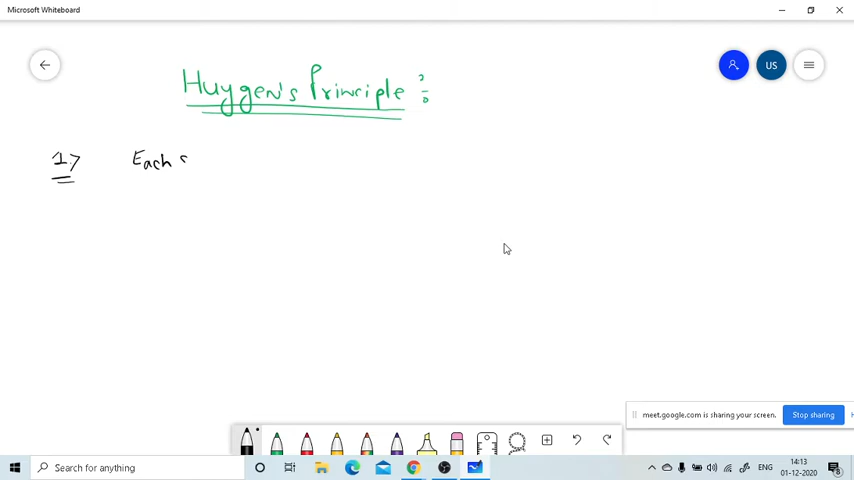 Microsoft Whiteboard
Huygen's Principle :-
US
1> Each
meet.google.com is sharing your screen. Stop sharing
Search for anything
ENG
14:13
01-12-2020